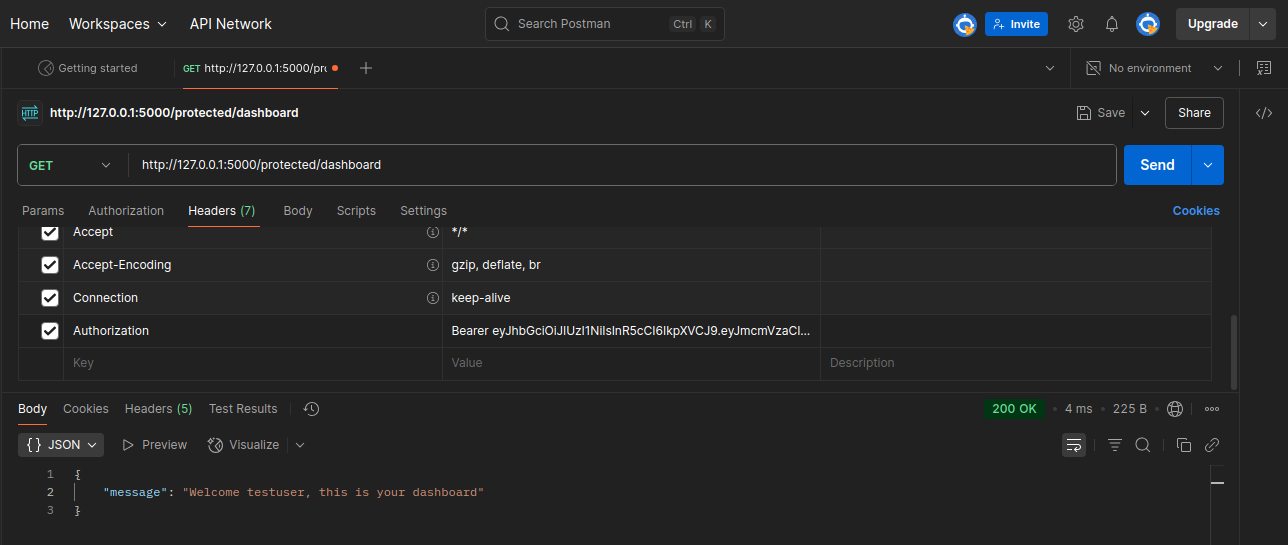 Home Workspaces API Network Search Postman Ctrl K Invite Upgrade
Getting started GET http://127.0.0.1:5000/pr No environment
HTTP http://127.0.0.1:5000/protected/dashboard Save Share
GET http://127.0.0.1:5000/protected/dashboard Send
Params Authorization Headers (7) Body Scripts Settings Cookies
Accept */*
Accept-Encoding gzip, deflate, br
Connection keep-alive
Authorization Bearer eyJhbGciOiJIUzI1NiIsInR5cCI6IkpXVCJ9.eyJmcmVzaCI...
Key Value Description
Body Cookies Headers (5) Test Results 200 OK • 4 ms • 225 B •
{} JSON Preview Visualize
1 {
2 "message": "Welcome testuser, this is your dashboard"
3 }